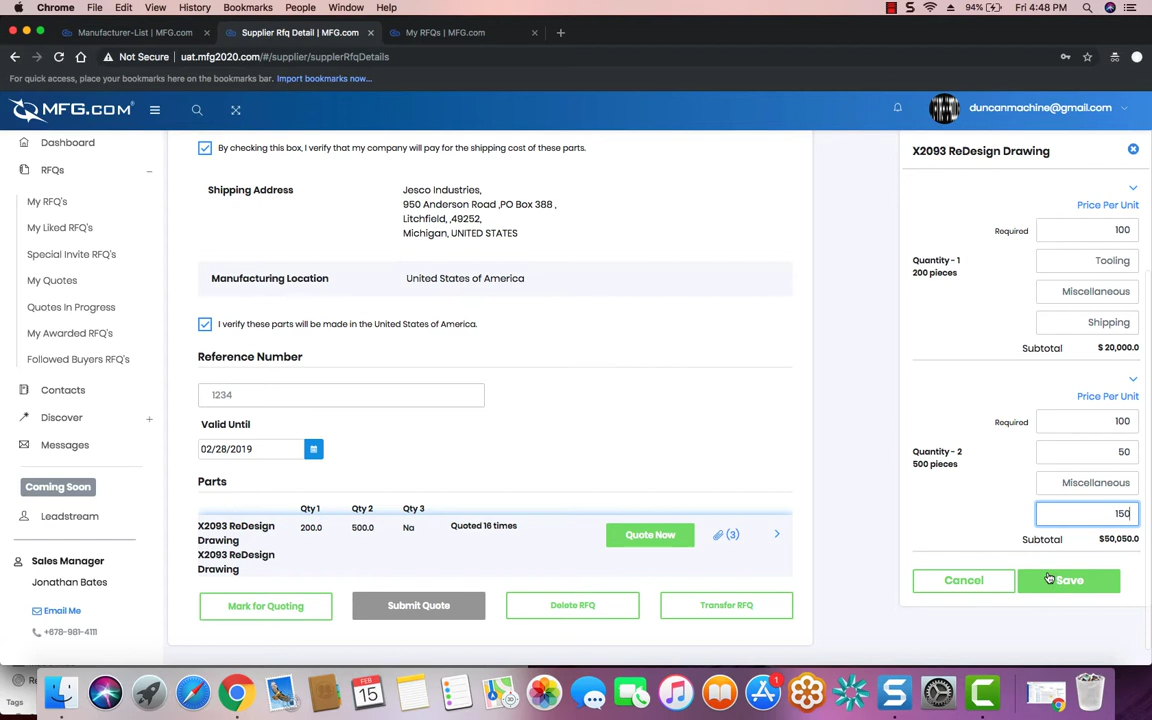 Chrome File Edit View History Bookmarks People Window Help 94% Fri 4:48 PM
Manufacturer-List | MFG.com Supplier Rfq Detail | MFG.com My RFQs | MFG.com
Not Secure uat.mfg2020.com/#/supplier/supplerRfqDetails
For quick access, place your bookmarks here on the bookmarks bar. Import bookmarks now...
MFG.COM duncanmachine@gmail.com
Dashboard
RFQs
My RFQ's
My Liked RFQ's
Special Invite RFQ's
My Quotes
Quotes In Progress
My Awarded RFQ's
Followed Buyers RFQ's
Contacts
Discover
Messages
Coming Soon
Leadstream
Sales Manager
Jonathan Bates
Email Me
+678-981-4111
Tags
By checking this box, I verify that my company will pay for the shipping cost of these parts.
Shipping Address
Jesco Industries,
950 Anderson Road ,PO Box 388 ,
Litchfield, ,49252,
Michigan, UNITED STATES
Manufacturing Location United States of America
I verify these parts will be made in the United States of America.
Reference Number
1234
Valid Until
02/28/2019
Parts
Qty 1 Qty 2 Qty 3
X2093 ReDesign Drawing
200.0 500.0 Na Quoted 16 times
X2093 ReDesign Drawing
Quote Now (3)
Mark for Quoting Submit Quote Delete RFQ Transfer RFQ
X2093 ReDesign Drawing
Price Per Unit
Required 100
Quantity - 1
200 pieces
Tooling
Miscellaneous
Shipping
Subtotal $ 20,000.0
Price Per Unit
Required 100
Quantity - 2
500 pieces
50
Miscellaneous
150
Subtotal $50,050.0
Cancel Save
FEB
15
1